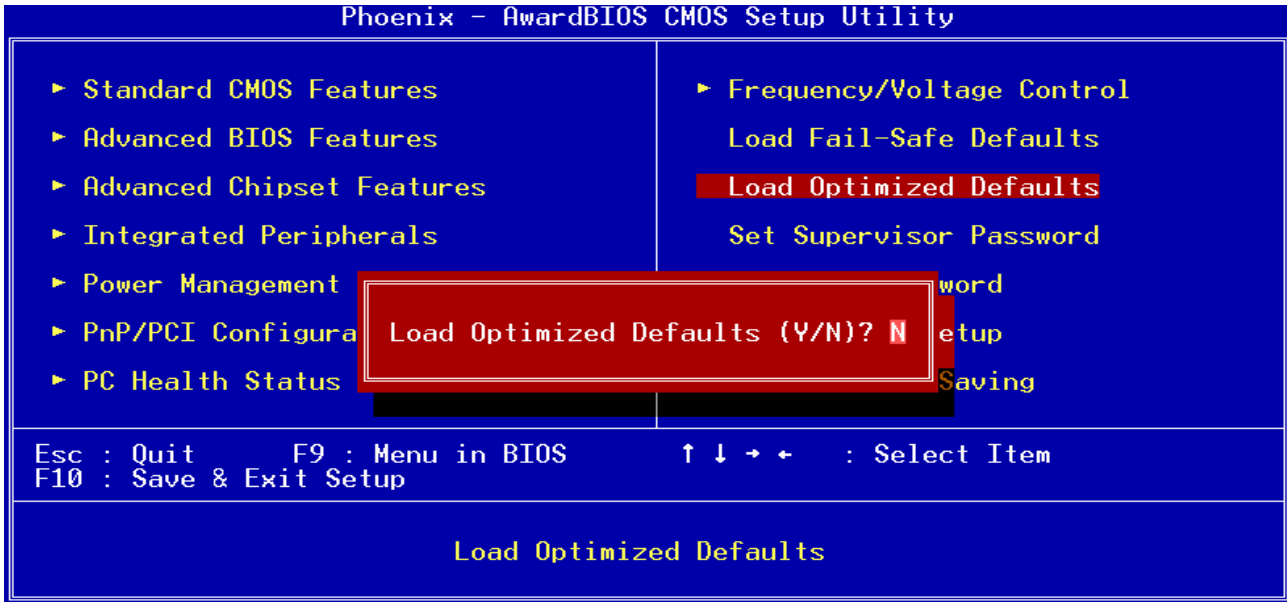 Phoenix - AwardBIOS CMOS Setup Utility
► Standard CMOS Features
► Advanced BIOS Features
► Advanced Chipset Features
► Integrated Peripherals
► Power Management
► PnP/PCI Configura
► PC Health Status
► Frequency/Voltage Control
Load Fail-Safe Defaults
Load Optimized Defaults
Set Supervisor Password
word
etup
Saving
Load Optimized Defaults (Y/N)? N
Esc : Quit F9 : Menu in BIOS ↑ ↓ → ← : Select Item
F10 : Save & Exit Setup
Load Optimized Defaults